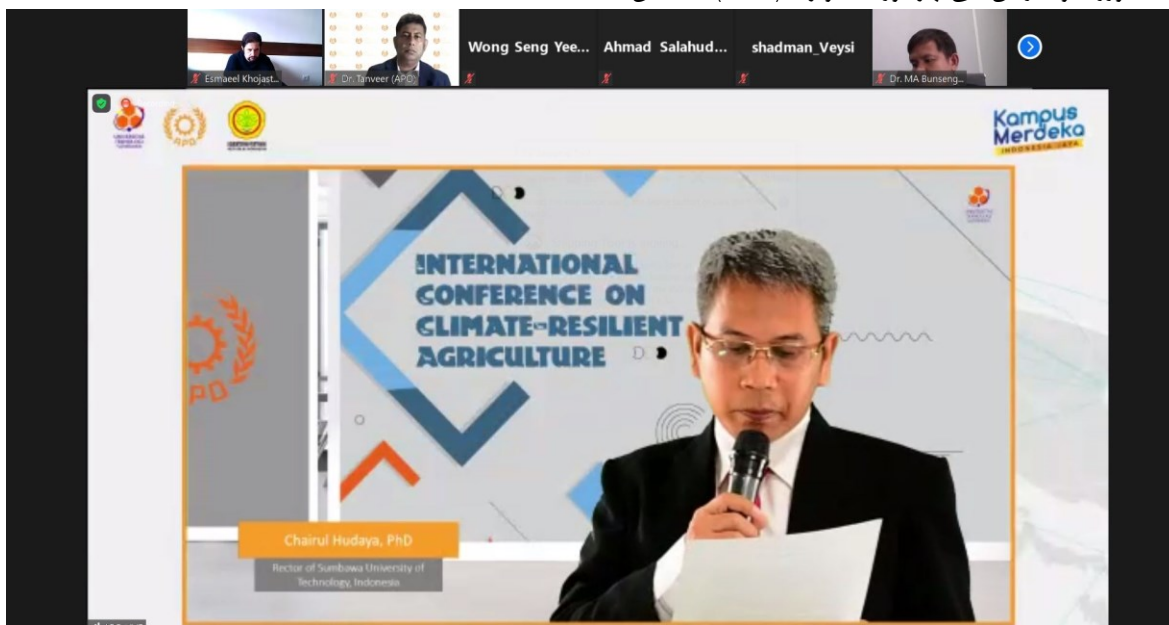 Wong Seng Yee...
Ahmad Salahud...
shadman_Veysi
Esmaeel Khojast...
Dr. Tanveer (APO)
Dr. MA Bunseng...
APO
Kampus
Merdeka
INDONESIA JAYA
INTERNATIONAL
CONFERENCE ON
CLIMATE-RESILIENT
AGRICULTURE
APO
Chairul Hudaya, PhD
Rector of Sumbawa University of
Technology, Indonesia